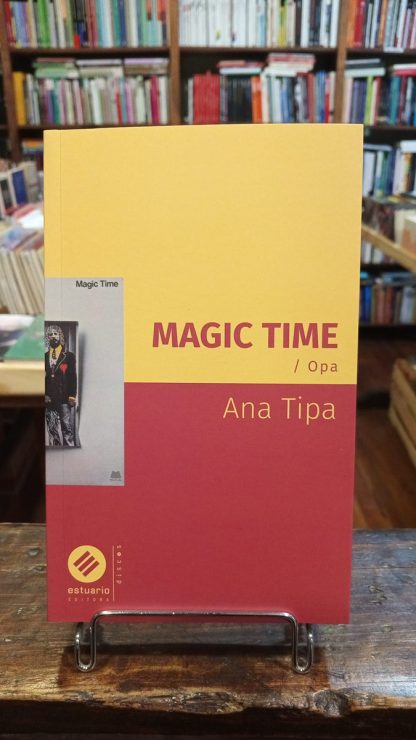 Magic Time
MAGIC TIME
/ Opa
Ana Tipa
estuario
EDITORA
discos